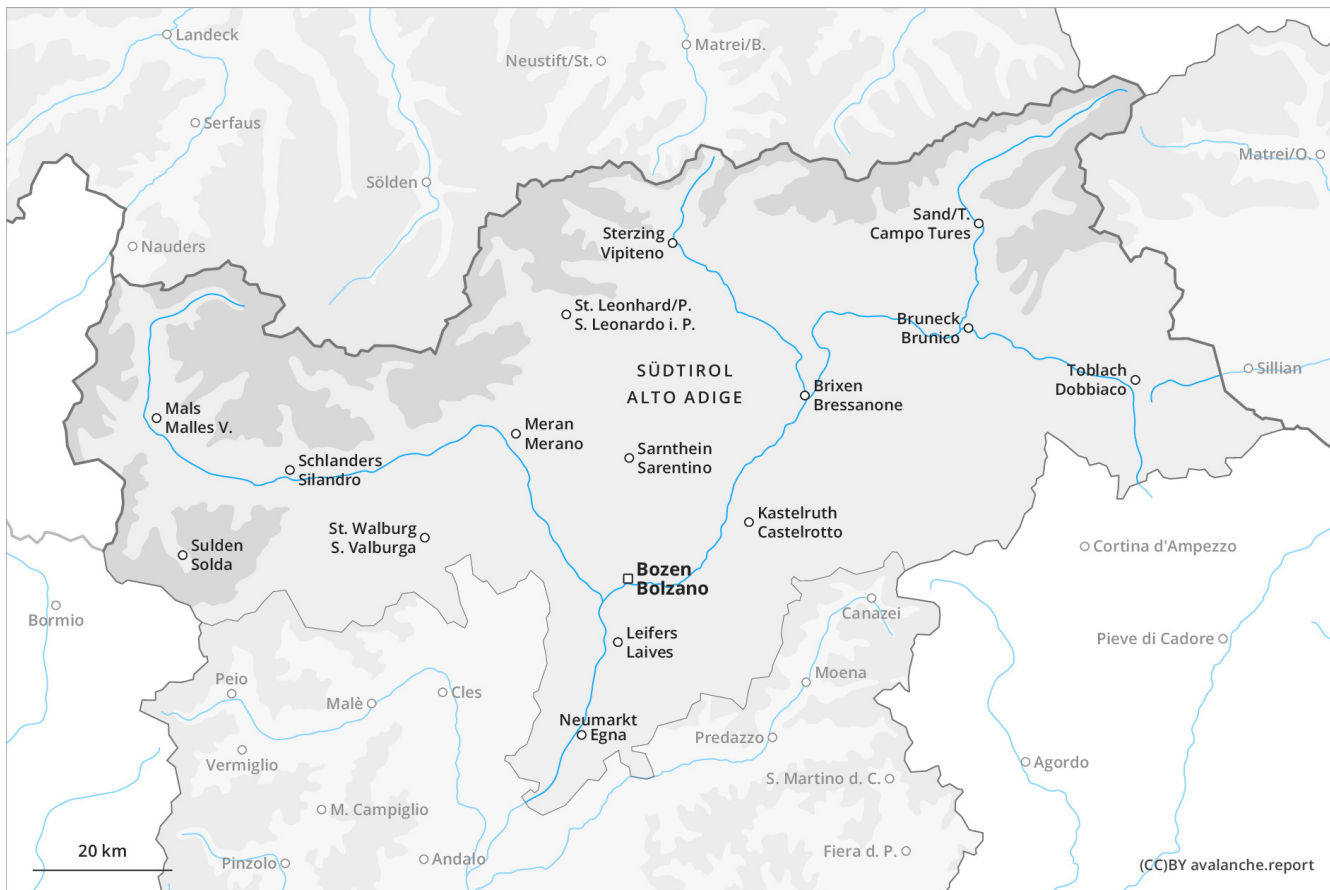 Landeck
Matrei/B.
Neustift/St.
Serfaus
Matrei/O.
Sölden
Sand/T.
Campo Tures
Sterzing
Vipiteno
Nauders
St. Leonhard/P.
S. Leonardo i. P.
Bruneck
Brunico
SÜDTIROL
ALTO ADIGE
Toblach
Dobbiaco
Sillian
Brixen
Bressanone
Mals
Malles V.
Meran
Merano
Schlanders
Silandro
Sarnthein
Sarentino
Kastelruth
Castelrotto
St. Walburg
S. Valburga
Sulden
Solda
Cortina d'Ampezzo
Bozen
Bolzano
Bormio
Canazei
Leifers
Laives
Pieve di Cadore
Peio
Malè
Cles
Moena
Neumarkt
Egna
Predazzo
Vermiglio
Agordo
S. Martino d. C.
M. Campiglio
20 km
Pinzolo
Andalo
Fiera d. P.
(CC)BY avalanche.report